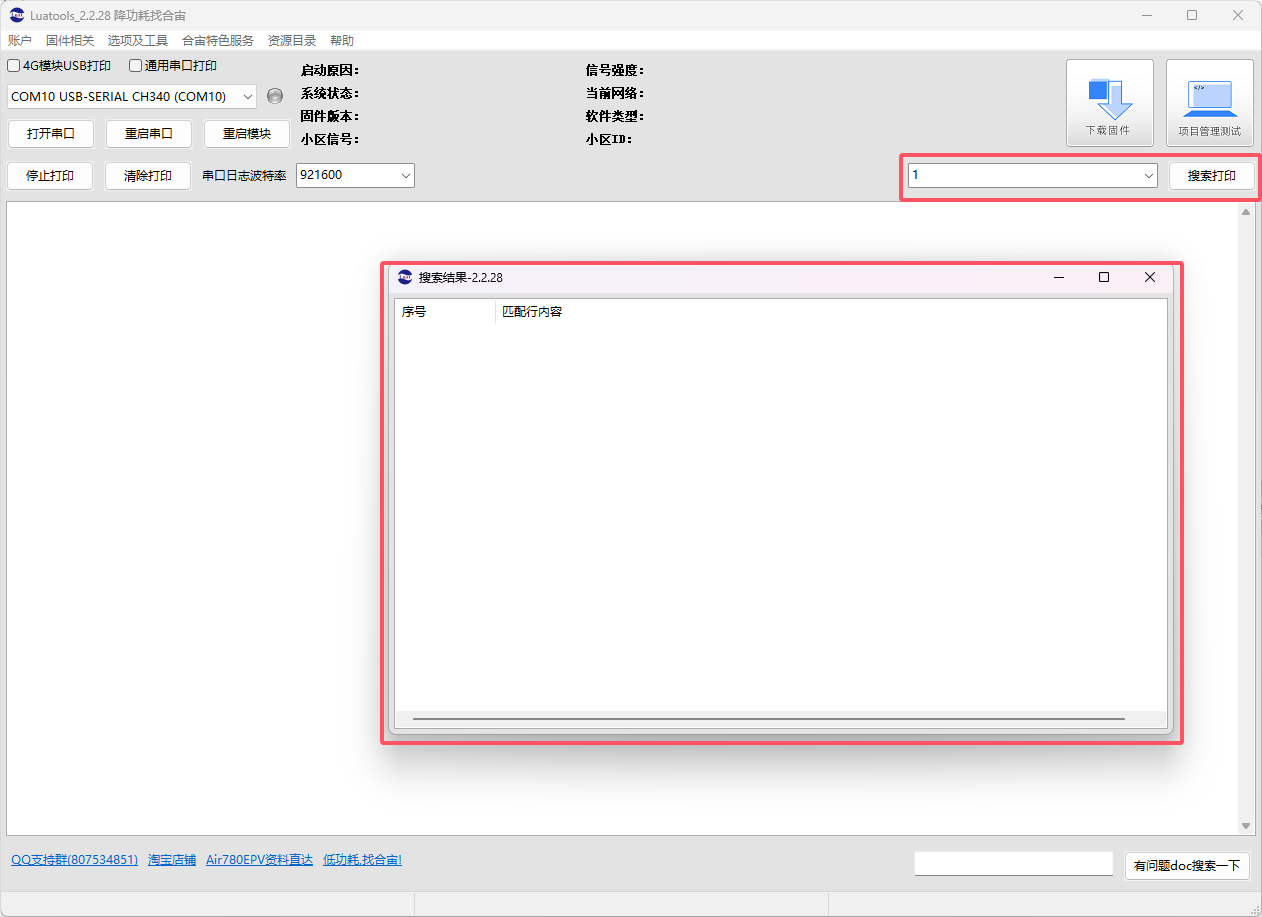 Luatools_2.2.28 降功耗找合宙
账户 固件相关 选项及工具 合宙特色服务 资源目录 帮助
4G模块USB打印 通用串口打印
COM10 USB-SERIAL CH340 (COM10)
打开串口 重启串口 重启模块
启动原因: 信号强度:
系统状态: 当前网络:
固件版本: 软件类型:
小区信号: 小区ID:
下载固件 项目管理测试
停止打印 清除打印 串口日志波特率 921600 1 搜索打印
搜索结果-2.2.28
序号 匹配行内容
QQ支持群(807534851) 淘宝店铺 Air780EPV资料直达 低功耗,找合宙!
有问题doc搜索一下